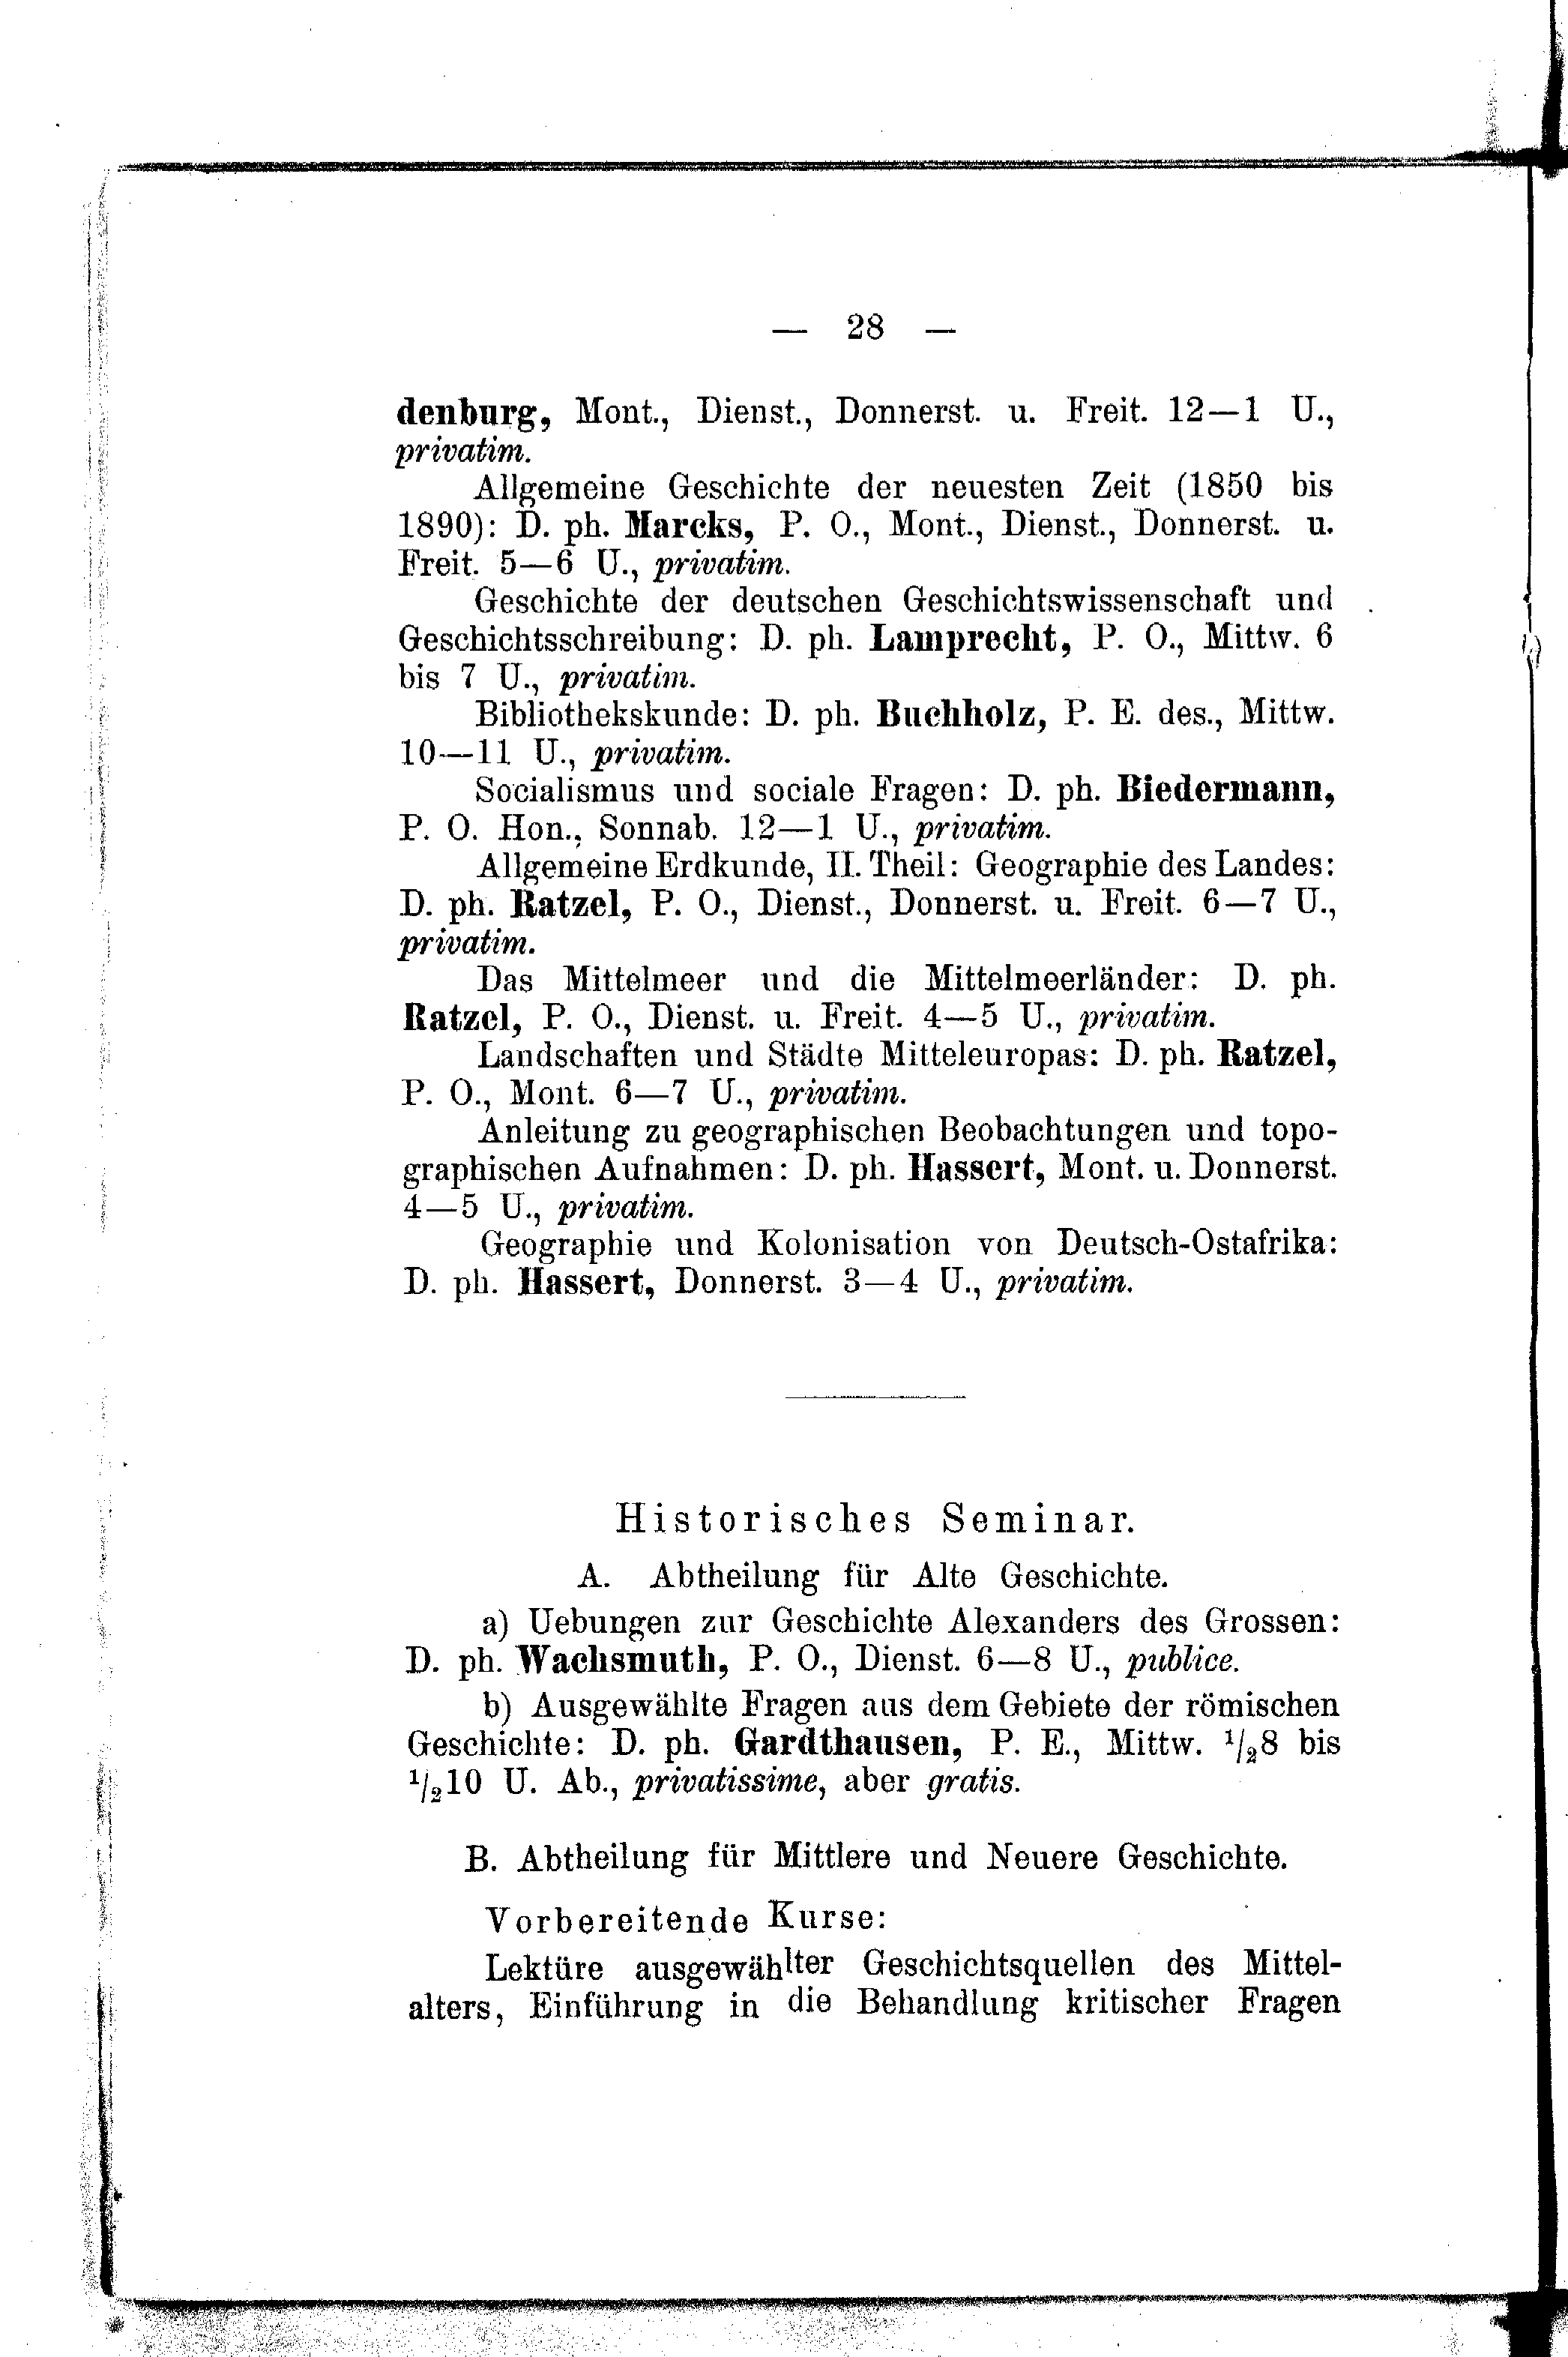 — 28 —
denburg, Mont., Dienst., Donnerst. u. Freit. 12—1 U.,
privatim.
Allgemeine Geschichte der neuesten Zeit (1850 bis
1890): D. ph. Marcks, P. O., Mont., Dienst., Donnerst. u.
Freit. 5—6 U., privatim.
Geschichte der deutschen Geschichtswissenschaft und
Geschichtsschreibung: D. ph. Lamprecht, P. O., Mittw. 6
bis 7 U., privatim.
Bibliothekskunde: D. ph. Buchholz, P. E. des., Mittw.
10—11 U., privatim.
Socialismus und sociale Fragen: D. ph. Biedermann,
P. O. Hon., Sonnab. 12—1 U., privatim.
Allgemeine Erdkunde, II. Theil: Geographie des Landes:
D. ph. Ratzel, P. O., Dienst., Donnerst. u. Freit. 6—7 U.,
privatim.
Das Mittelmeer und die Mittelmeerländer: D. ph.
Ratzel, P. O., Dienst. u. Freit. 4—5 U., privatim.
Landschaften und Städte Mitteleuropas: D. ph. Ratzel,
P. O., Mont. 6—7 U., privatim.
Anleitung zu geographischen Beobachtungen und topo-
graphischen Aufnahmen: D. ph. Hassert, Mont. u. Donnerst.
4—5 U., privatim.
Geographie und Kolonisation von Deutsch-Ostafrika:
D. ph. Hassert, Donnerst. 3—4 U., privatim.
Historisches Seminar.
A. Abtheilung für Alte Geschichte.
a) Uebungen zur Geschichte Alexanders des Grossen:
D. ph. Wachsmuth, P. O., Dienst. 6—8 U., publice.
b) Ausgewählte Fragen aus dem Gebiete der römischen
Geschichte: D. ph. Gardthausen, P. E., Mittw. 1/28 bis
1/210 U. Ab., privatissime, aber gratis.
B. Abtheilung für Mittlere und Neuere Geschichte.
Vorbereitende Kurse:
Lektüre ausgewählter Geschichtsquellen des Mittel-
alters, Einführung in die Behandlung kritischer Fragen